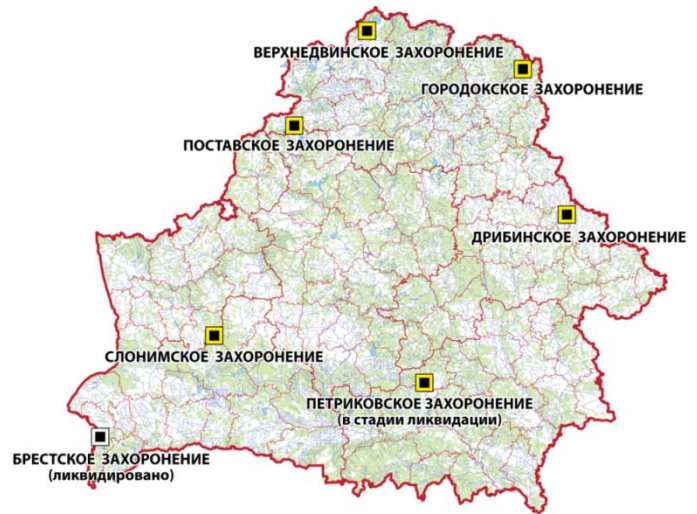 ВЕРХНЕДВИНСКОЕ ЗАХОРОНЕНИЕ
ГОРОДОКСКОЕ ЗАХОРОНЕНИЕ
ПОСТАВСКОЕ ЗАХОРОНЕНИЕ
ДРИБИНСКОЕ ЗАХОРОНЕНИЕ
СЛОНИМСКОЕ ЗАХОРОНЕНИЕ
ПЕТРИКОВСКОЕ ЗАХОРОНЕНИЕ
(в стадии ликвидации)
БРЕСТСКОЕ ЗАХОРОНЕНИЕ
(ликвидировано)